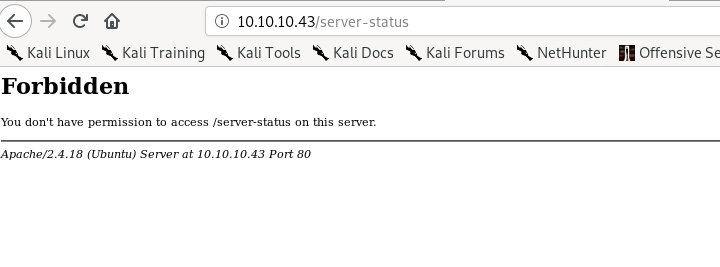 10.10.10.43/server-status
Kali Linux Kali Training Kali Tools Kali Docs Kali Forums NetHunter Offensive Se
Forbidden
You don't have permission to access /server-status on this server.
Apache/2.4.18 (Ubuntu) Server at 10.10.10.43 Port 80